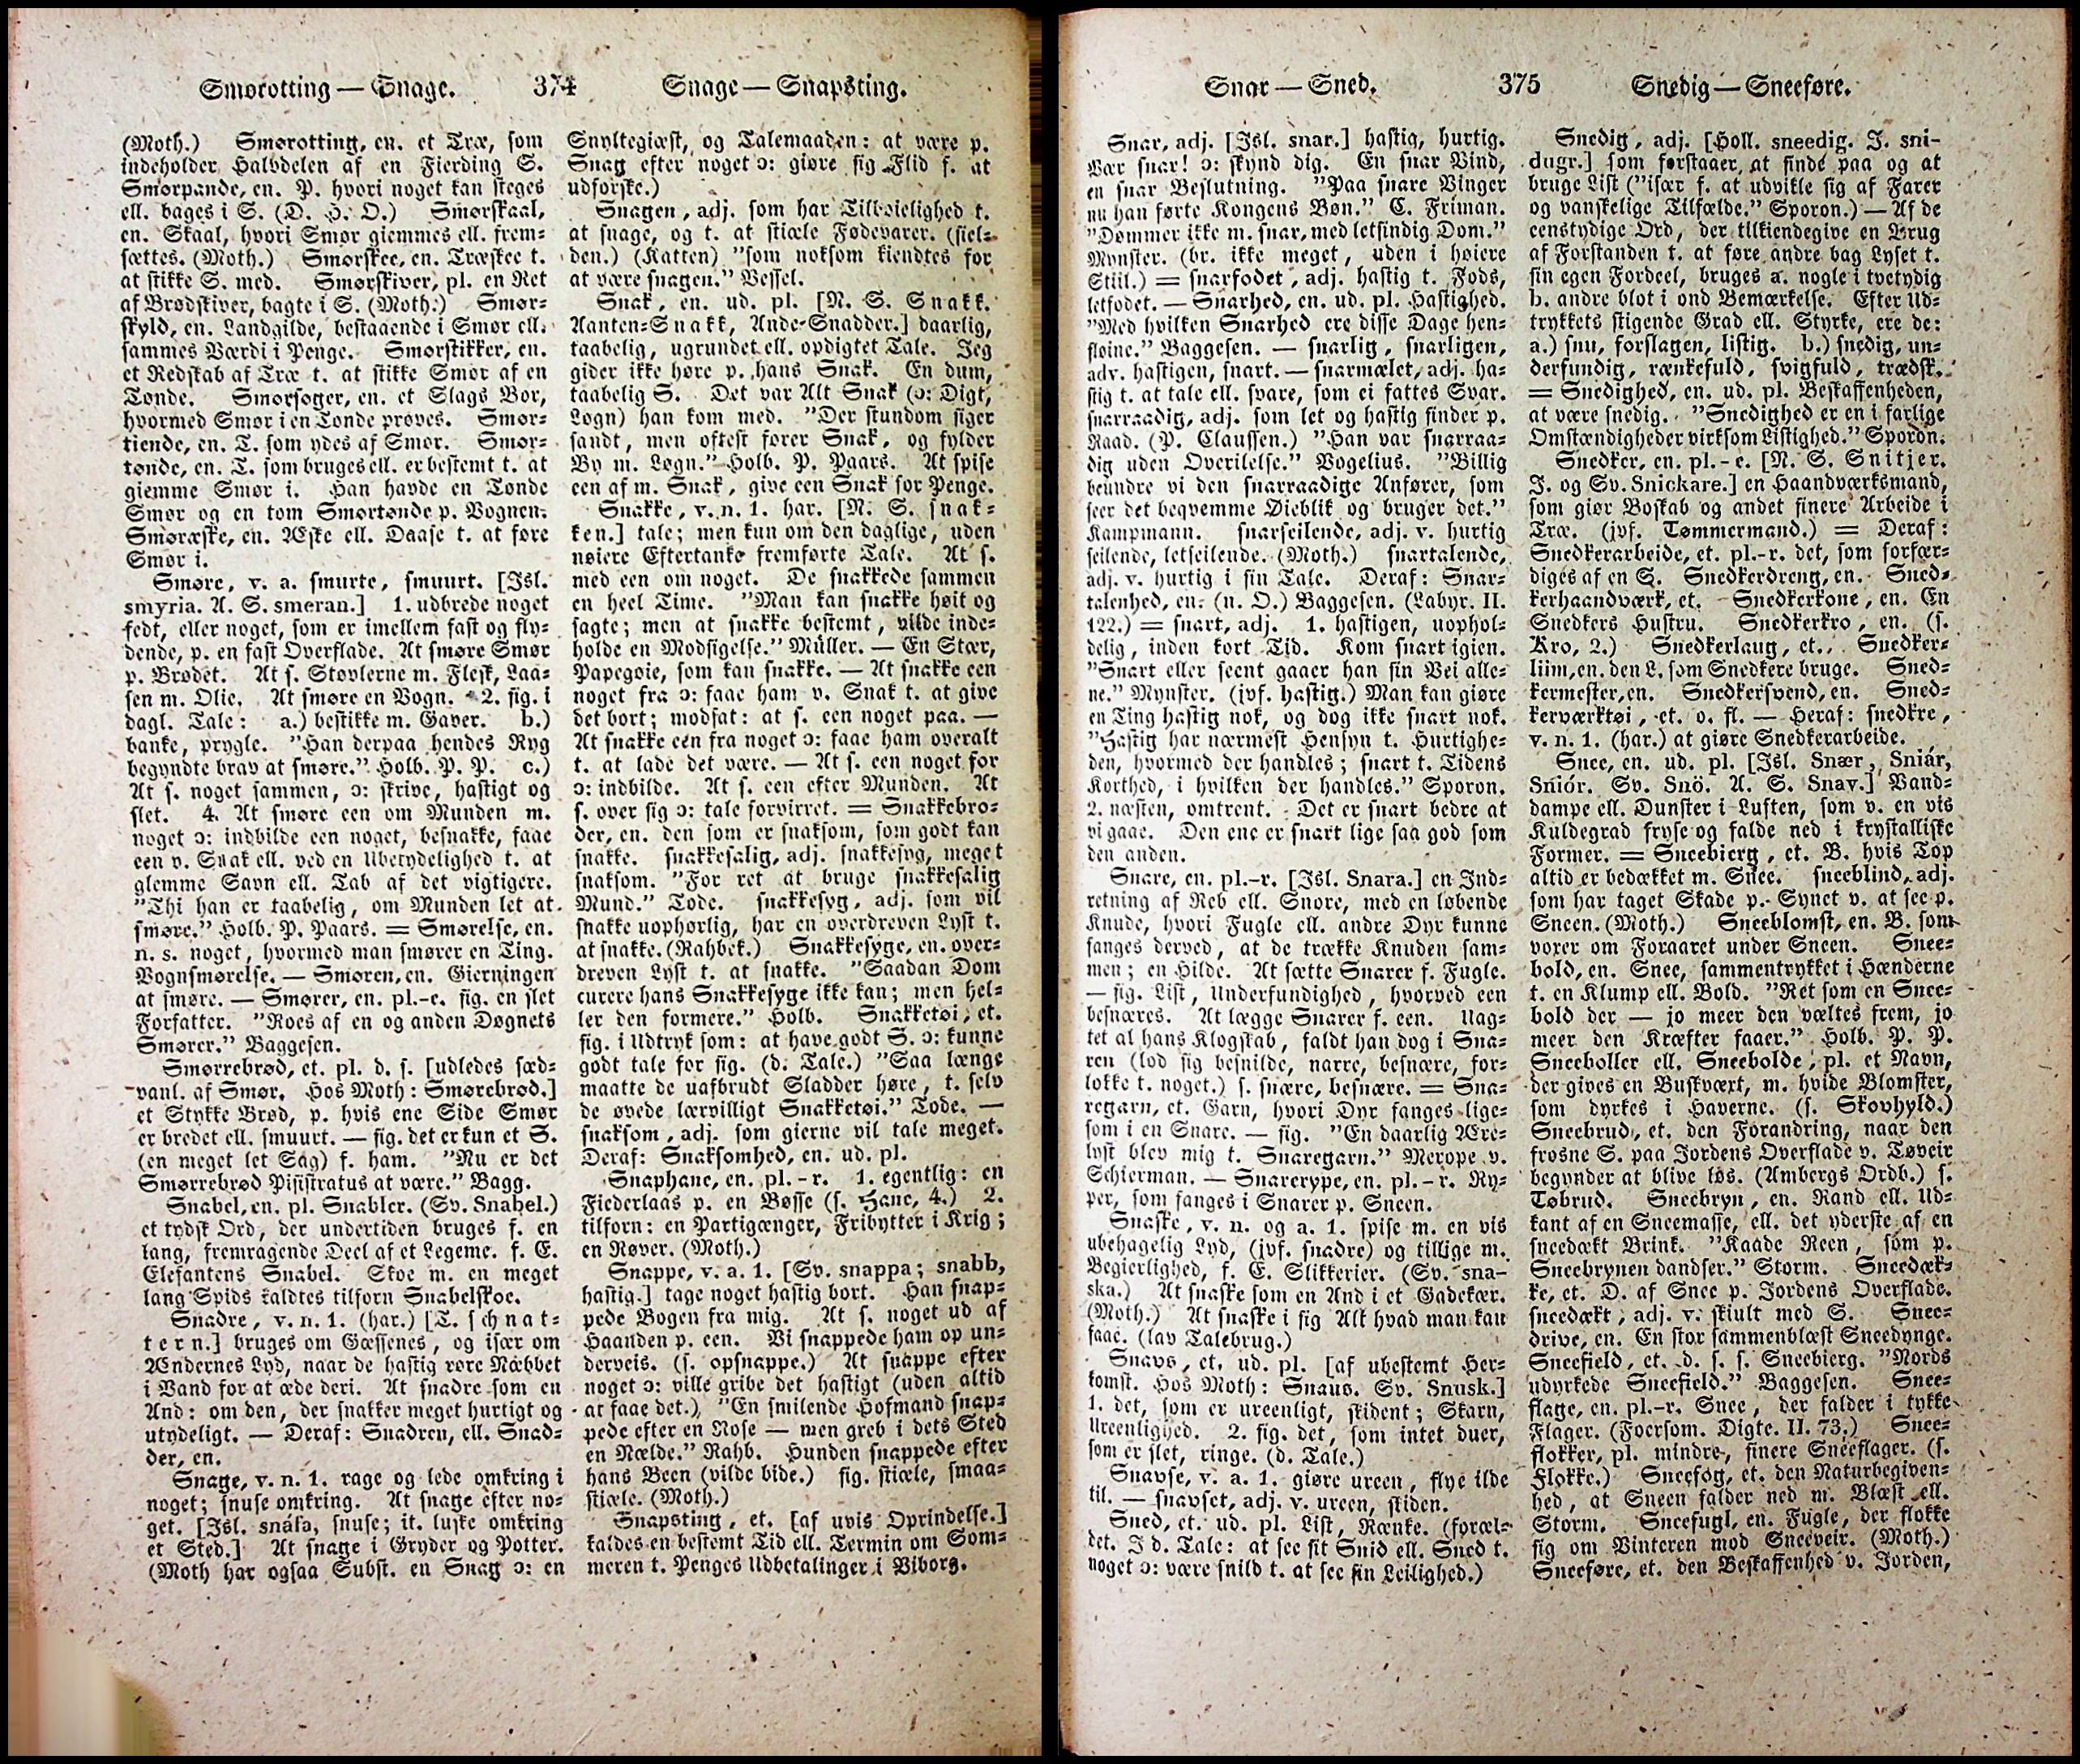 Smørotting — Snage.
374
Snage — Snapsting.
(Moth.) Smørotting, en. et Træ, som
indeholder Halvdelen af en Fierding S.
Smørpande, en. P. hvori noget kan steges
ell. bages i S. (D. H. O.) Smørskaal,
en. Skaal, hvori Smør giemmes ell. frem-
sættes. (Moth.) Smørskee, en. Træskee t.
at stikke S. med. Smørskiver, pl. en Ret
af Brødskiver, bagte i S. (Moth.) Smør-
skyld, en. Landgilde, bestaaende i Smør ell.
sammes Værdi i Penge. Smørstikker, en.
et Redskab af Træ t. at stikke Smør af en
Tønde. Smørsøger, en. et Slags Bor,
hvormed Smør i en Tønde prøves. Smør-
tiende, en. T. som ydes af Smør. Smør-
tønde, en. T. som bruges ell. er bestemt t. at
giemme Smør i. Han havde en Tønde
Smør og en tom Smørtønde p. Vognen.
Smøræske, en. Æske ell. Daase t. at føre
Smør i.
Smøre, v. a. smurte, smuurt. [Isl.
smyria. A. S. smeran.] 1. udbrede noget
fedt, eller noget, som er imellem fast og fly-
dende, p. en fast Overflade. At smøre Smør
p. Brødet. At s. Støvlerne m. Flesk, Laa-
sen m. Olie. At smøre en Vogn. 2. fig. i
dagl. Tale: a.) bestikke m. Gaver. b.)
banke, prygle. "Han derpaa hendes Ryg
begyndte brav at smøre." Holb. P. P. c.)
At s. noget sammen, ɔ: skrive, hastigt og
slet. 4. At smøre een om Munden m.
noget ɔ: indbilde een noget, besnakke, faae
een v. Snak ell. ved en Ubetydelighed t. at
glemme Savn ell. Tab af det vigtigere.
"Thi han er taabelig, om Munden let at
smøre." Holb. P. Paars. = Smørelse, en.
n. s. noget, hvormed man smører en Ting.
Vognsmørelse. — Smøren, en. Gierningen
at smøre. — Smører, en. pl.-e. fig. en slet
Forfatter. "Roes af en og anden Døgnets
Smører." Baggesen.
Smørrebrød, et. pl. d. s. [udledes sæd-
vanl. af Smør. Hos Moth: Smørebrød.]
et Stykke Brød, p. hvis ene Side Smør
er bredet ell. smuurt. — fig. det er kun et S.
(en meget let Sag) f. ham. "Nu er det
Smørrebrød Pisistratus at være." Bagg.
Snabel, en. pl. Snabler. (Sv. Snabel.)
et tydsk Ord, der undertiden bruges f. en
lang, fremragende Deel af et Legeme. f. E.
Elefantens Snabel. Skoe m. en meget
lang Spids kaldtes tilforn Snabelskoe.
Snadre, v. n. 1. (har.) [T. schnat-
tern.] bruges om Gæssenes, og især om
Ændernes Lyd, naar de hastig røre Næbbet
i Vand for at æde deri. At snadre som en
And: om den, der snakker meget hurtigt og
utydeligt. — Deraf: Snadren, ell. Snad-
der, en.
Snage, v. n. 1. rage og lede omkring i
noget; snuse omkring. At snage efter no-
get. [Isl. snása, snuse; it. luske omkring
et Sted.] At snage i Gryder og Potter.
(Moth har ogsaa Subst. en Snag ɔ: en
Snyltegiæst, og Talemaaden: at være p.
Snag efter noget ɔ: giøre sig Flid f. at
udforske.)
Snagen, adj. som har Tilbøielighed t.
at snage, og t. at stiæle Fødevarer. (siel-
den.) (Katten) "som noksom kiendtes for
at være snagen." Vessel.
Snak, en. ud. pl. [N. S. Snakk.
Aanten-Snakk, Ande-Snadder.] daarlig,
taabelig, ugrundet ell. opdigtet Tale. Jeg
gider ikke høre p. hans Snak. En dum,
taabelig S. Det var Alt Snak (ɔ: Digt,
Løgn) han kom med. "Der stundom siger
sandt, men oftest fører Snak, og fylder
By m. Løgn." Holb. P. Paars. At spise
een af m. Snak, give een Snak for Penge.
Snakke, v. n. 1. har. [N. S. snak-
ken.] tale; men kun om den daglige, uden
nøiere Eftertanke fremførte Tale. At s.
med een om noget. De snakkede sammen
en heel Time. "Man kan snakke høit og
sagte; men at snakke bestemt, vilde inde-
holde en Modsigelse." Müller. — En Stær,
Papegøie, som kan snakke. — At snakke een
noget fra ɔ: faae ham v. Snak t. at give
det bort; modsat: at s. een noget paa. —
At snakke een fra noget ɔ: faae ham overalt
t. at lade det være. — At s. een noget for
ɔ: indbilde. At s. een efter Munden. At
s. over sig ɔ: tale forvirret. = Snakkebro-
der, en. den som er snaksom, som godt kan
snakke. snakkesalig, adj. snakkesyg, meget
snaksom. "For ret at bruge snakkesalig
Mund." Tode. snakkesyg, adj. som vil
snakke uophørlig, har en overdreven Lyst t.
at snakke. (Rahbek.) Snakkesyge, en. over-
dreven Lyst t. at snakke. "Saadan Dom
curere hans Snakkesyge ikke kan; men hel-
ler den formere." Holb. Snakketøi, et.
fig. i Udtryk som: at have godt S. ɔ: kunne
godt tale for sig. (d. Tale.) "Saa længe
maatte de uafbrudt Sladder høre, t. selv
de øvede lærvilligt Snakketøi." Tode. —
snaksom, adj. som gierne vil tale meget.
Deraf: Snaksomhed, en. ud. pl.
Snaphane, en. pl.-r. 1. egentlig: en
Fiederlaas p. en Bøsse (s. Hane, 4.) 2.
tilforn: en Partigænger, Fribytter i Krig;
en Røver. (Moth.)
Snappe, v. a. 1. [Sv. snappa; snabb,
hastig.] tage noget hastig bort. Han snap-
pede Bogen fra mig. At s. noget ud af
Haanden p. een. Vi snappede ham op un-
derveis. (s. opsnappe.) At snappe efter
noget ɔ: ville gribe det hastigt (uden altid
at faae det.) "En smilende Hofmand snap-
pede efter en Rose — men greb i dets Sted
en Nælde." Rahb. Hunden snappede efter
hans Been (vilde bide.) fig. stiæle, smaa-
stiæle. (Moth.)
Snapsting, et. [af uvis Oprindelse.]
kaldes en bestemt Tid ell. Termin om Som-
meren t. Penges Udbetalinger i Viborg.
Snar — Sned.
375
Snedig — Sneeføre.
Snar, adj. [Isl. snar.] hastig, hurtig.
Vær snar! ɔ: skynd dig. En snar Vind,
en snar Beslutning. "Paa snare Vinger
nu han førte Kongens Bøn." C. Friman.
"Dømmer ikke m. snar, med letsindig Dom."
Mynster. (br. ikke meget, uden i høiere
Stiil.) = snarfodet, adj. hastig t. Fods,
letfodet. — Snarhed, en. ud. pl. Hastighed.
"Med hvilken Snarhed ere disse Dage hen-
fløine." Baggesen. — snarlig, snarligen,
adv. hastigen, snart. — snarmælet, adj. ha-
stig t. at tale ell. svare, som ei fattes Svar.
snarraadig, adj. som let og hastig finder p.
Raad. (P. Claussen.) "Han var snarraa-
dig uden Overilelse." Vogelius. "Billig
beundre vi den snarraadige Anfører, som
seer det beqvemme Øieblik og bruger det."
Kampmann. snarseilende, adj. v. hurtig
seilende, letseilende. (Moth.) snartalende,
adj. v. hurtig i sin Tale. Deraf: Snar-
talenhed, en. (n. O.) Baggesen. (Labyr. II.
122.) = snart, adj. 1. hastigen, uophol-
delig, inden kort Tid. Kom snart igien.
"Snart eller seent gaaer han sin Vei alle-
ne." Mynster. (jvf. hastig.) Man kan giøre
en Ting hastig nok, og dog ikke snart nok.
"Hastig har nærmest Hensyn t. Hurtighe-
den, hvormed der handles; snart t. Tidens
Korthed, i hvilken der handles." Sporon.
2. næsten, omtrent. Det er snart bedre at
vi gaae. Den ene er snart lige saa god som
den anden.
Snare, en. pl.-r. [Isl. Snara.] en Ind-
retning af Reb ell. Snore, med en løbende
Knude, hvori Fugle ell. andre Dyr kunne
fanges derved, at de trække Knuden sam-
men; en Hilde. At sætte Snarer f. Fugle.
— fig. List, Underfundighed, hvorved een
besnæres. At lægge Snarer f. een. Uag-
tet al hans Klogskab, faldt han dog i Sna-
ren (lod sig besnilde, narre, besnære, for-
lokke t. noget.) s. snære, besnære. = Sna-
regarn, et. Garn, hvori Dyr fanges lige-
som i en Snare. — fig. "En daarlig Ære-
lyst blev mig t. Snaregarn." Merope v.
Schierman. — Snarerype, en. pl.-r. Ry-
per, som fanges i Snarer p. Sneen.
Snaske, v. n. og a. 1. spise m. en vis
ubehagelig Lyd, (jvf. snadre) og tillige m.
Begierlighed, f. E. Slikkerier. (Sv. sna-
ska.) At snaske som en And i et Gadekær.
(Moth.) At snaske i sig Alt hvad man kan
faae. (lav Talebrug.)
Snavs, et. ud. pl. [af ubestemt Her-
komst. Hos Moth: Snaus. Sv. Snusk.]
1. det, som er ureenligt, skident; Skarn,
Ureenlighed. 2. fig. det, som intet duer,
som er slet, ringe. (d. Tale.)
Snavse, v. a. 1. giøre ureen, flye ilde
til. — snavset, adj. v. ureen, skiden.
Sned, et. ud. pl. List, Rænke. (foræl-
det. I d. Tale: at see sit Snid ell. Sned t.
noget ɔ: være snild t. at see sin Leilighed.)
Snedig, adj. [Holl. sneedig. I. sni-
dugr.] som forstaaer at finde paa og at
bruge List ("især f. at udvikle sig af Farer
og vanskelige Tilfælde." Sporon.) — Af de
eenstydige Ord, der tilkiendegive en Brug
af Forstanden t. at føre andre bag Lyset t.
sin egen Fordeel, bruges a. nogle i tvetydig
b. andre blot i ond Bemærkelse. Efter Ud-
trykkets stigende Grad ell. Styrke, ere de:
a.) snu, forslagen, listig. b.) snedig, un-
derfundig, rænkefuld, svigfuld, trædsk.
= Snedighed, en. ud. pl. Beskaffenheden,
at være snedig. "Snedighed er en i farlige
Omstændigheder virksom Listighed." Sporon.
Snedker, en. pl.-e. [N. S. Snitjer.
I. og Sv. Snickare.] en Haandværksmand,
som giør Boskab og andet finere Arbeide i
Træ. (jvf. Tømmermand.) = Deraf:
Snedkerarbeide, et. pl.-r. det, som forfær-
diges af en S. Snedkerdreng, en. Sned-
kerhaandværk, et. Snedkerkone, en. En
Snedkers Hustru. Snedkerkro, en. (s.
Kro, 2.) Snedkerlaug, et. Snedker-
liim, en. den L. som Snedkere bruge. Sned-
kermester, en. Snedkersvend, en. Sned-
kerværktøi, et. o. fl. — Heraf: snedkre,
v. n. 1. (har.) at giøre Snedkerarbeide.
Snee, en. ud. pl. [Isl. Snær, Sniár,
Sniór. Sv. Snö. A. S. Snav.] Vand-
dampe ell. Dunster i Luften, som v. en vis
Kuldegrad fryse og falde ned i krystalliske
Former. = Sneebierg, et. B. hvis Top
altid er bedækket m. Snee. sneeblind, adj.
som har taget Skade p. Synet v. at see p.
Sneen. (Moth.) Sneeblomst, en. B. som
voxer om Foraaret under Sneen. Snee-
bold, en. Snee, sammentrykket i Hænderne
t. en Klump ell. Bold. "Ret som en Snee-
bold der — jo meer den væltes frem, jo
meer den Kræfter faaer." Holb. P. P.
Sneeboller ell. Sneebolde, pl. et Navn,
der gives en Buskvæxt, m. hvide Blomster,
som dyrkes i Haverne. (s. Skovhyld.)
Sneebrud, et. den Forandring, naar den
frosne S. paa Jordens Overflade v. Tøveir
begynder at blive løs. (Ambergs Ordb.) s.
Tøbrud. Sneebryn, en. Rand ell. Ud-
kant af en Sneemasse, ell. det yderste af en
sneedækt Brink. "Kaade Reen, som p.
Sneebrynen dandser." Storm. Sneedæk-
ke, et. D. af Snee p. Jordens Overflade.
sneedækt, adj. v. skiult med S. Snee-
drive, en. En stor sammenblæst Sneedynge.
Sneefield, et. d. s. s. Sneebierg. "Nords
udyrkede Sneefield." Baggesen. Snee-
flage, en. pl.-r. Snee, der falder i tykke
Flager. (Foersom. Digte. II. 73.) Snee-
flokker, pl. mindre, finere Sneeflager. (s.
Flokke.) Sneefog, et. den Naturbegiven-
hed, at Sneen falder ned m. Blæst ell.
Storm. Sneefugl, en. Fugle, der flokke
sig om Vinteren mod Sneeveir. (Moth.)
Sneeføre, et. den Beskaffenhed v. Jorden,